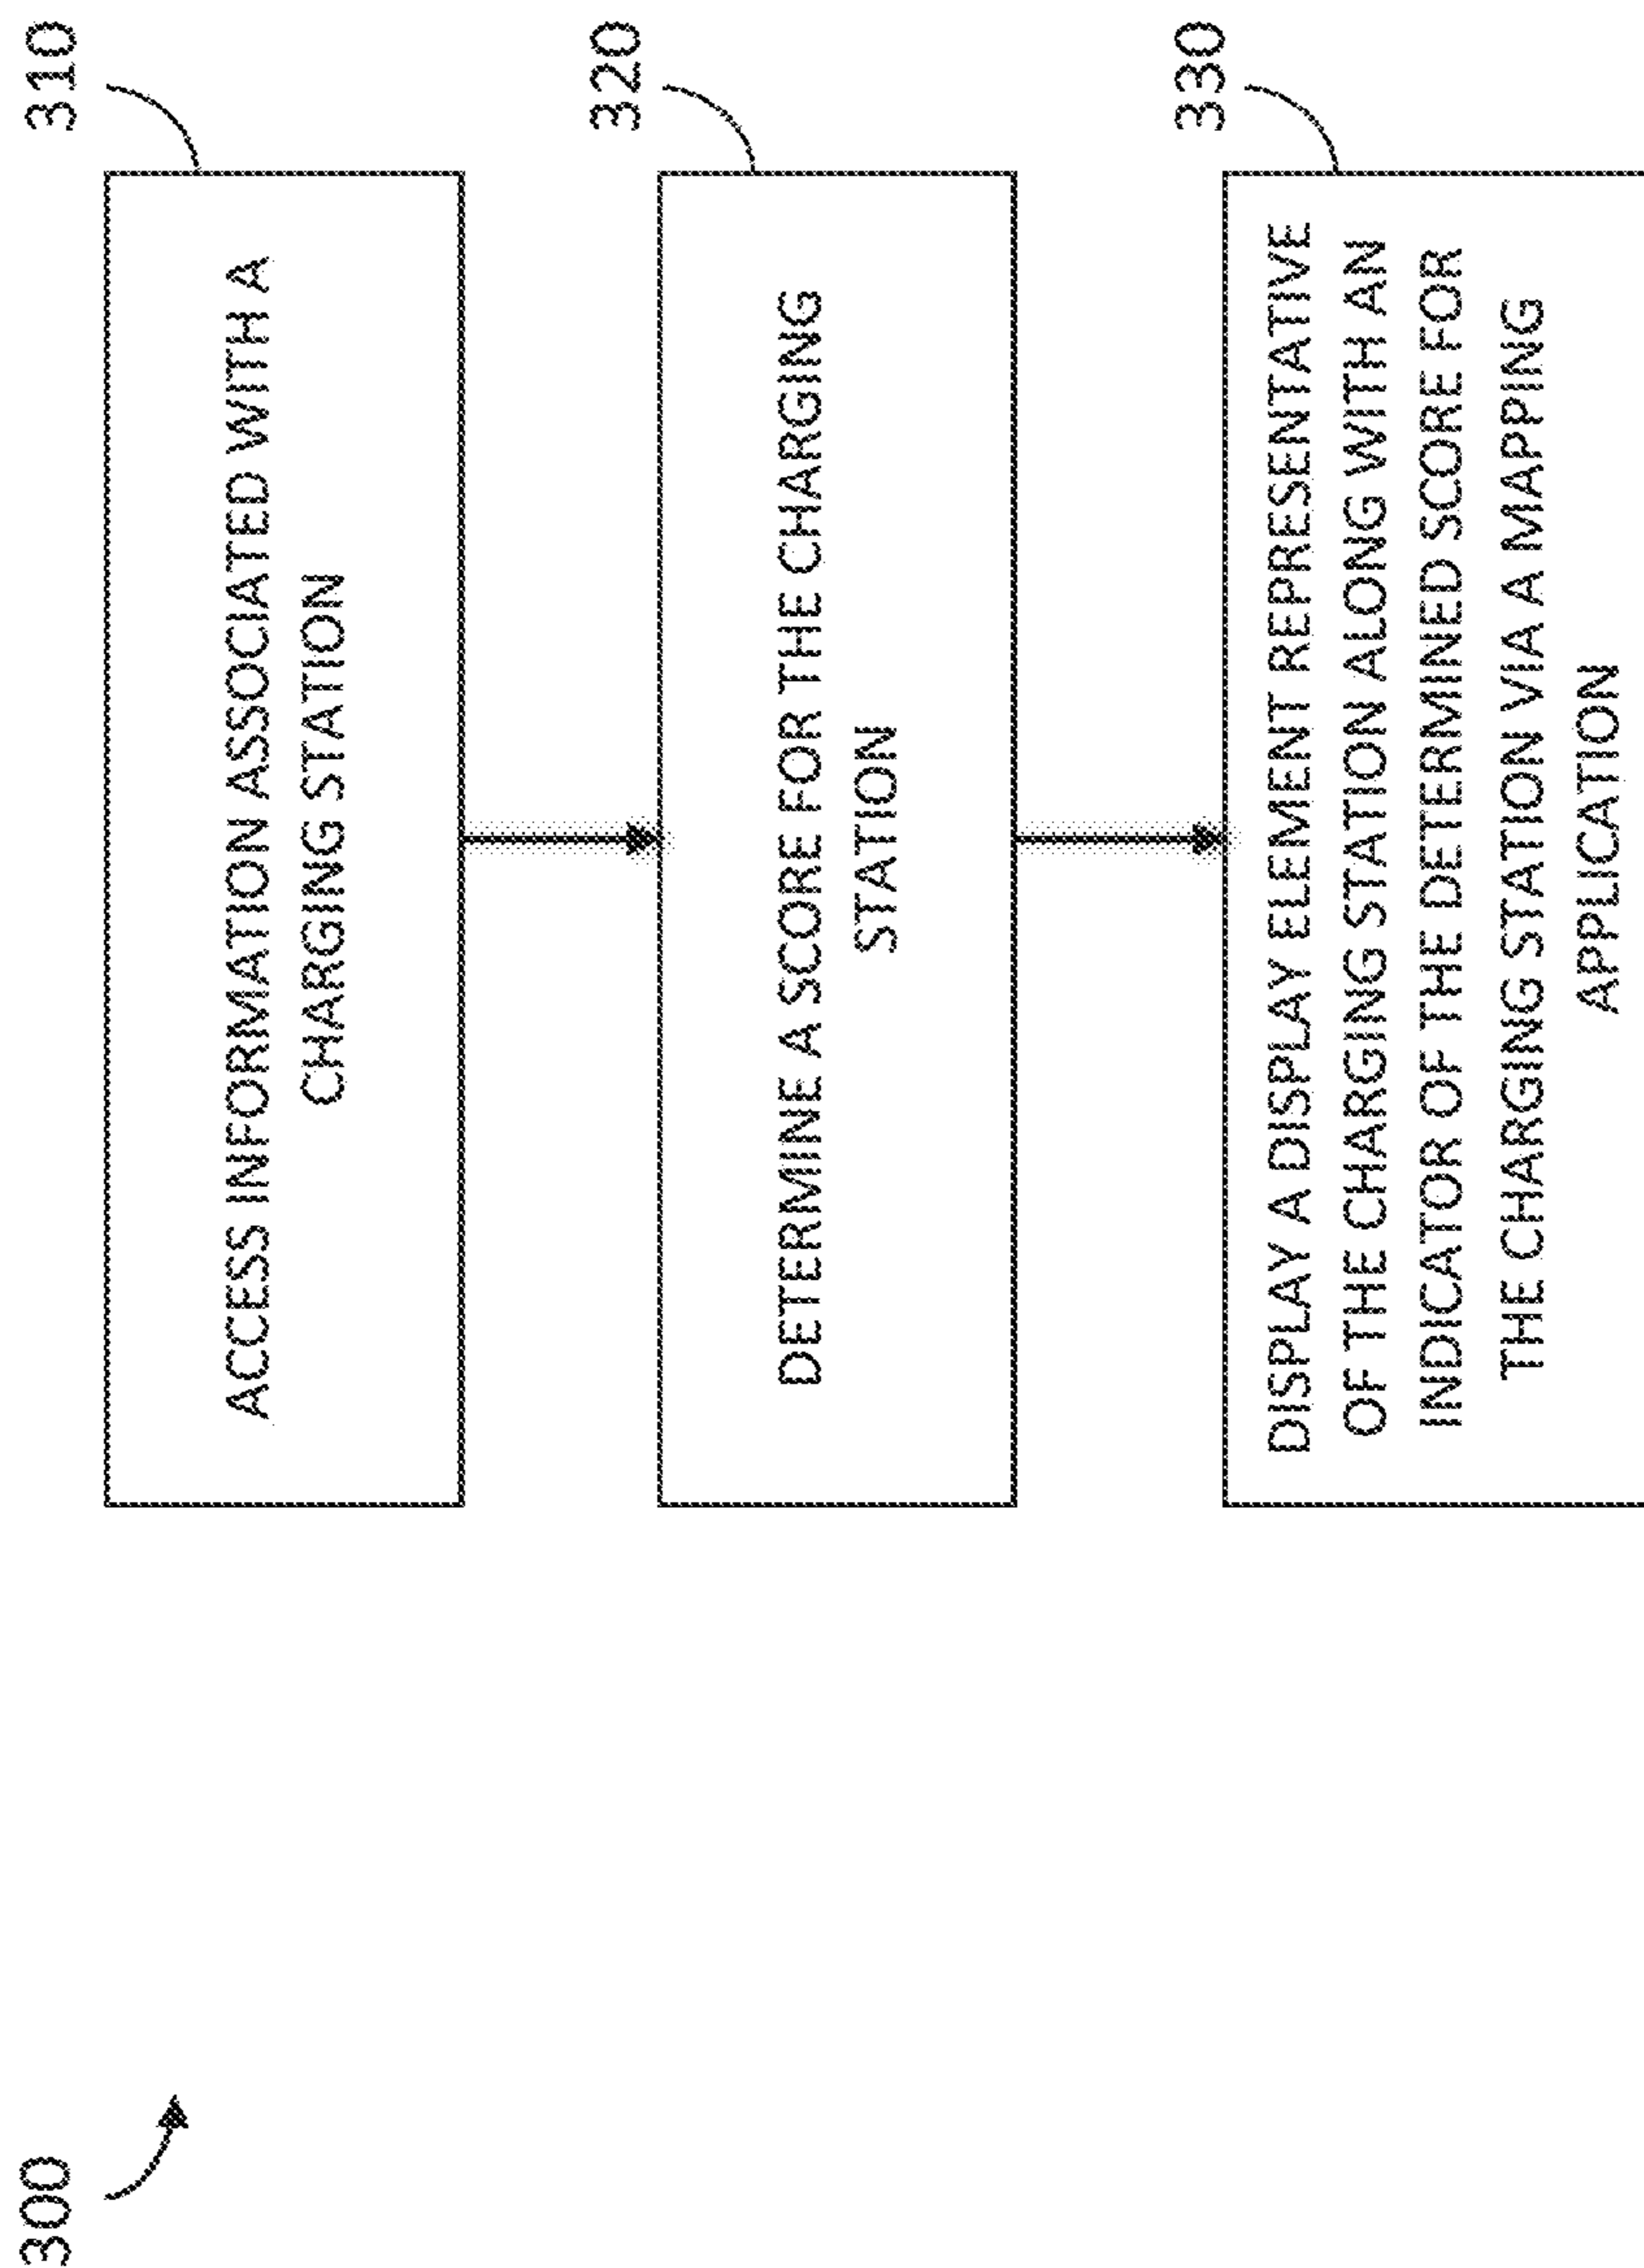 300
310
ACCESS INFORMATION ASSOCIATED WITH A
CHARGING STATION
320
DETERMINE A SCORE FOR THE CHARGING
STATION
330
DISPLAY A DISPLAY ELEMENT REPRESENTATIVE
OF THE CHARGING STATION ALONG WITH AN
INDICATOR OF THE DETERMINED SCORE FOR
THE CHARGING STATION VIA A MAPPING
APPLICATION